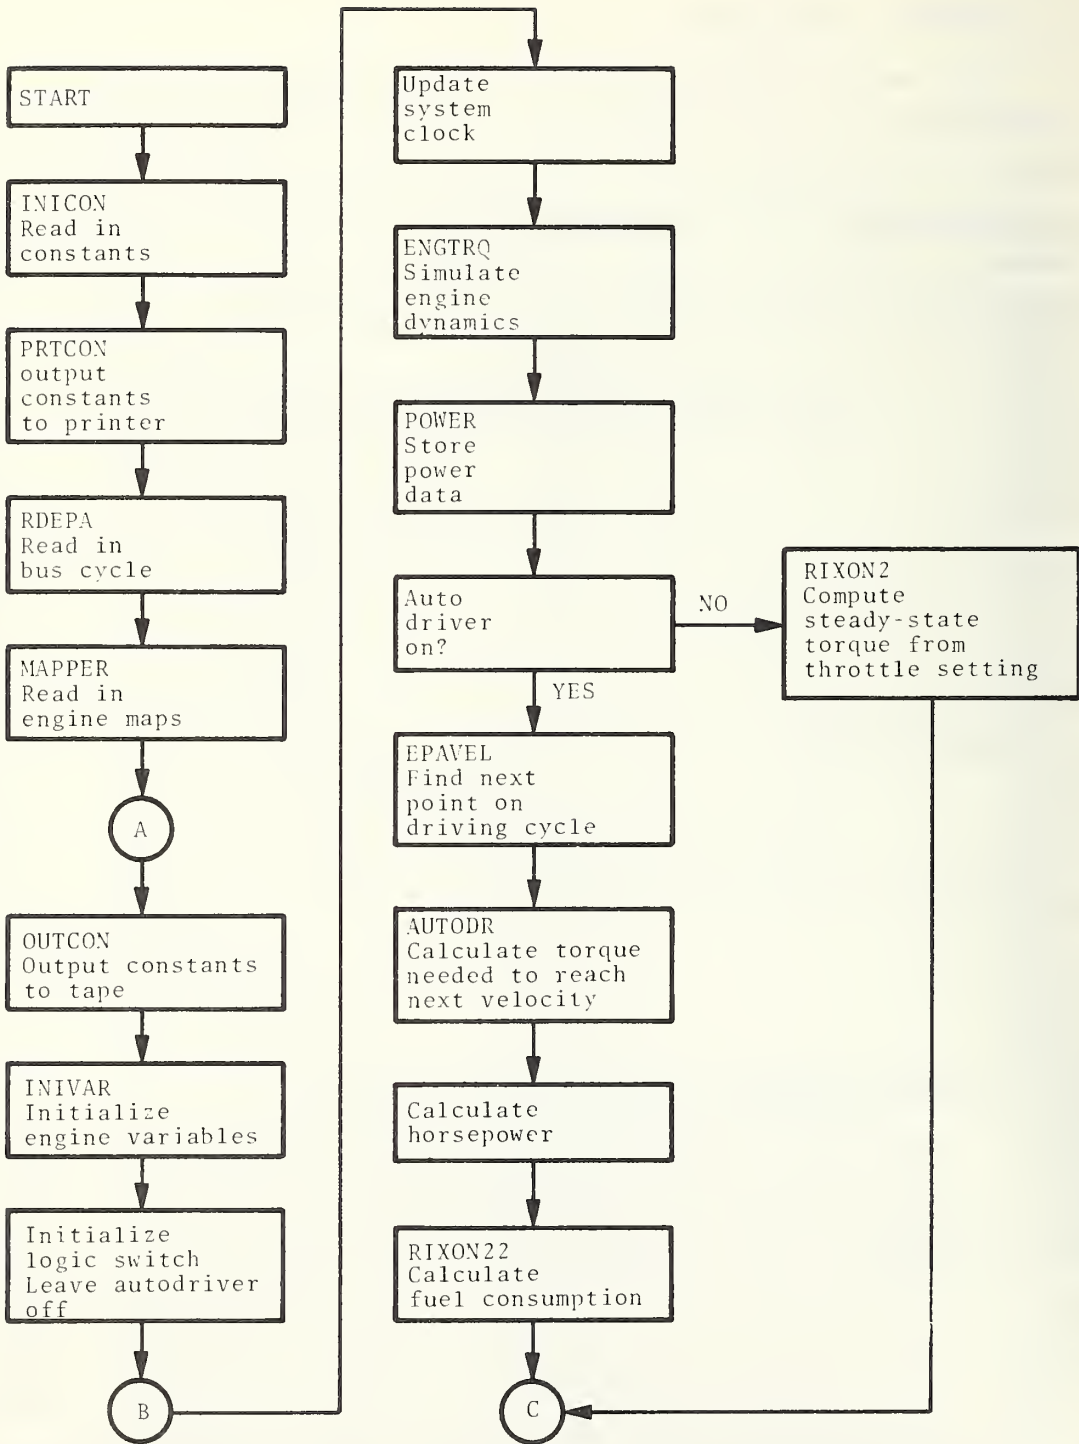 START
INICON
Read in
constants
PRTCON
output
constants
to printer
RDEPA
Read in
bus cycle
MAPPER
Read in
engine maps
A
OUTCON
Output constants
to tape
INIVAR
Initialize
engine variables
Initialize
logic switch
Leave autodriver
off
B
Update
system
clock
ENGTRQ
Simulate
engine
dynamics
POWER
Store
power
data
Auto
driver
on?
NO
YES
RIXON2
Compute
steady-state
torque from
throttle setting
EPAVEL
Find next
point on
driving cycle
AUTODR
Calculate torque
needed to reach
next velocity
Calculate
horsepower
RIXON22
Calculate
fuel consumption
C